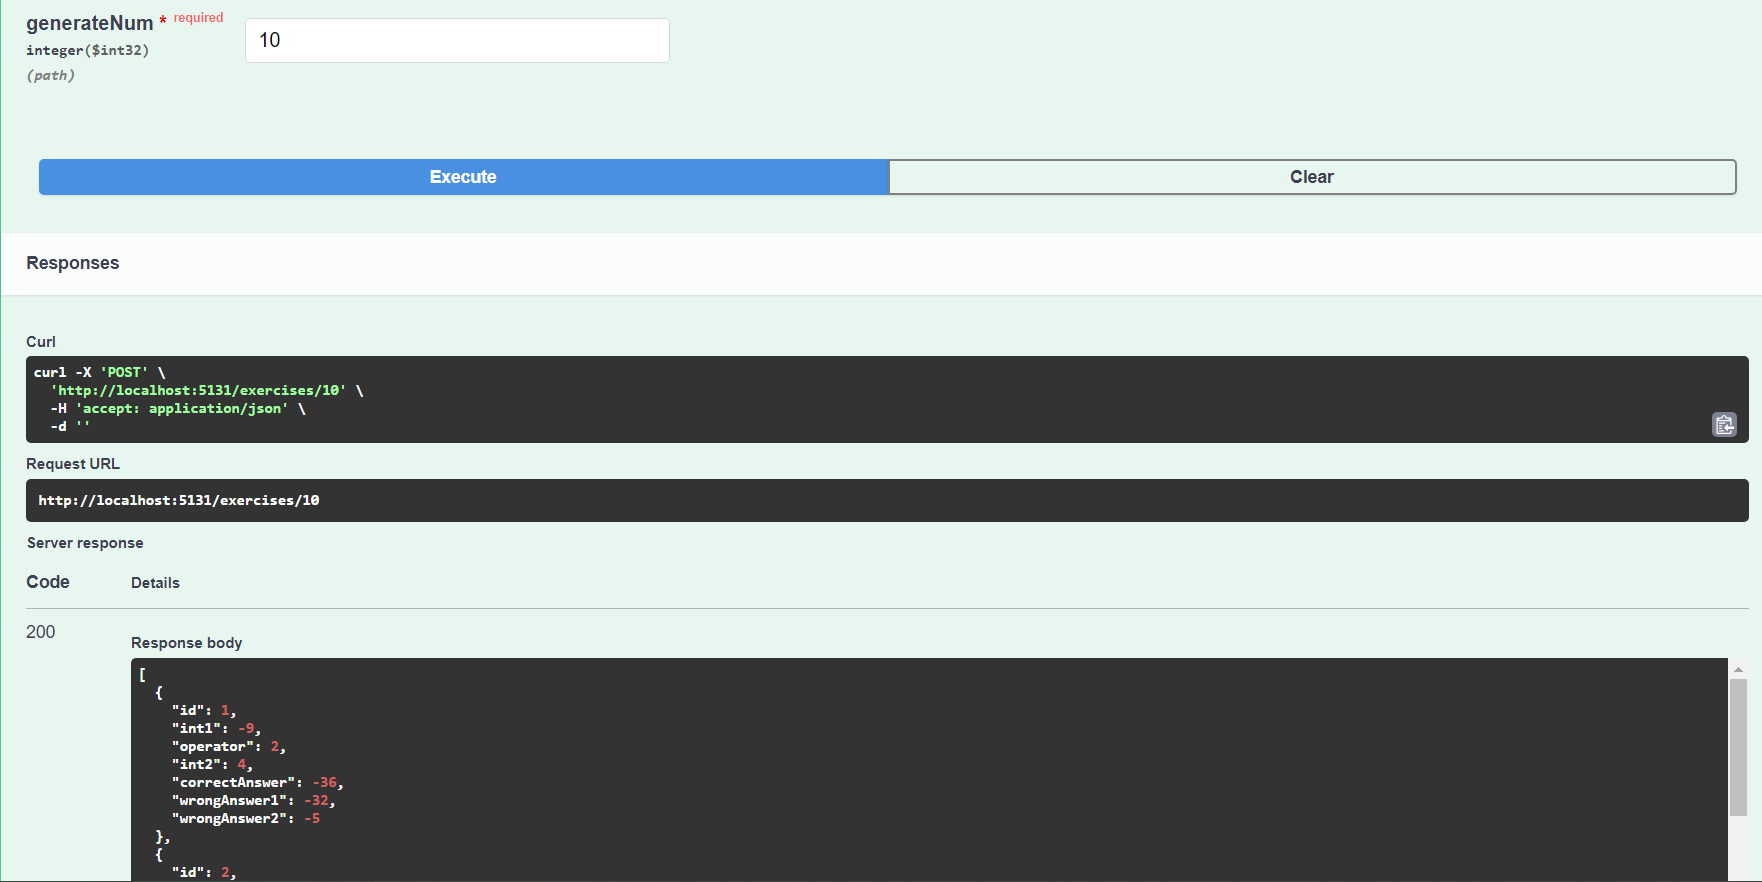 generateNum * required
integer($int32)
(path)
10
Execute
Clear
Responses
Curl
curl -X 'POST' \
  'http://localhost:5131/exercises/10' \
  -H 'accept: application/json' \
  -d ''
Request URL
http://localhost:5131/exercises/10
Server response
Code
Details
200
Response body
[
  {
    "id": 1,
    "int1": -9,
    "operator": 2,
    "int2": 4,
    "correctAnswer": -36,
    "wrongAnswer1": -32,
    "wrongAnswer2": -5
  },
  {
    "id": 2,